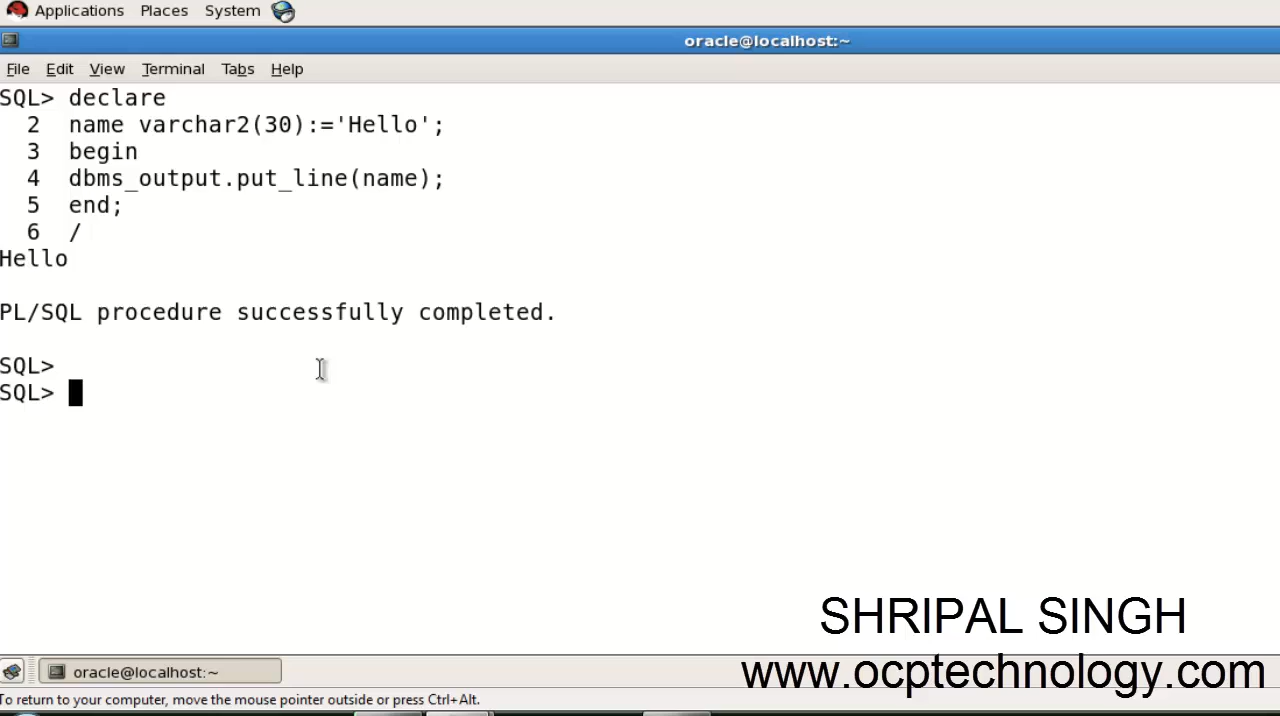 Applications Places System
oracle@localhost:~
File Edit View Terminal Tabs Help
SQL> declare
2 name varchar2(30):='Hello';
3 begin
4 dbms_output.put_line(name);
5 end;
6 /
Hello
PL/SQL procedure successfully completed.
SQL>
SQL>
SHRIPAL SINGH
www.ocptechnology.com
oracle@localhost:~
To return to your computer, move the mouse pointer outside or press Ctrl+Alt.